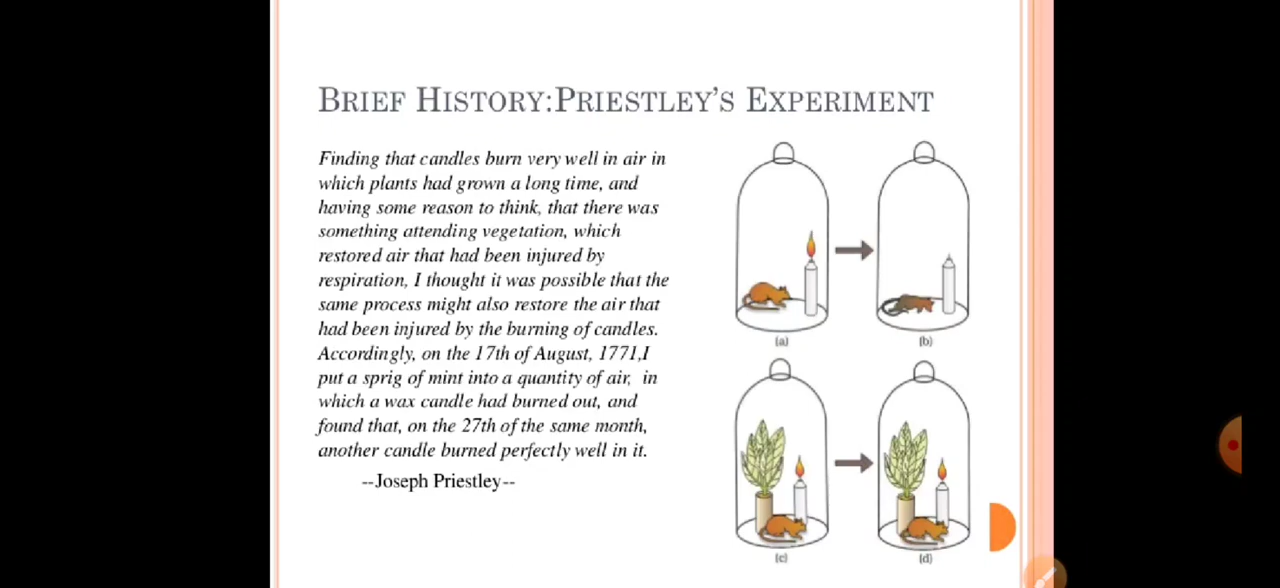 BRIEF HISTORY:PRIESTLEY'S EXPERIMENT
Finding that candles burn very well in air in
which plants had grown a long time, and
having some reason to think, that there was
something attending vegetation, which
restored air that had been injured by
respiration, I thought it was possible that the
same process might also restore the air that
had been injured by the burning of candles.
Accordingly, on the 17th of August, 1771,I
put a sprig of mint into a quantity of air, in
which a wax candle had burned out, and
found that, on the 27th of the same month,
another candle burned perfectly well in it.
--Joseph Priestley--
(a)
(b)
(c)
(d)